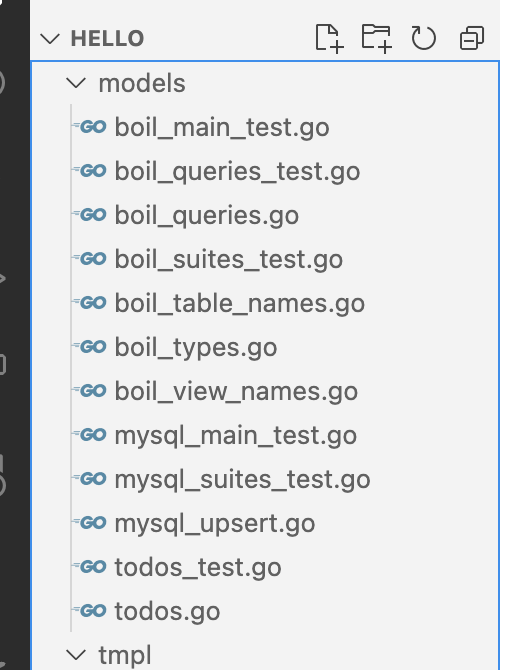 HELLO
models
GO boil_main_test.go
GO boil_queries_test.go
GO boil_queries.go
GO boil_suites_test.go
GO boil_table_names.go
GO boil_types.go
GO boil_view_names.go
GO mysql_main_test.go
GO mysql_suites_test.go
GO mysql_upsert.go
GO todos_test.go
GO todos.go
tmpl